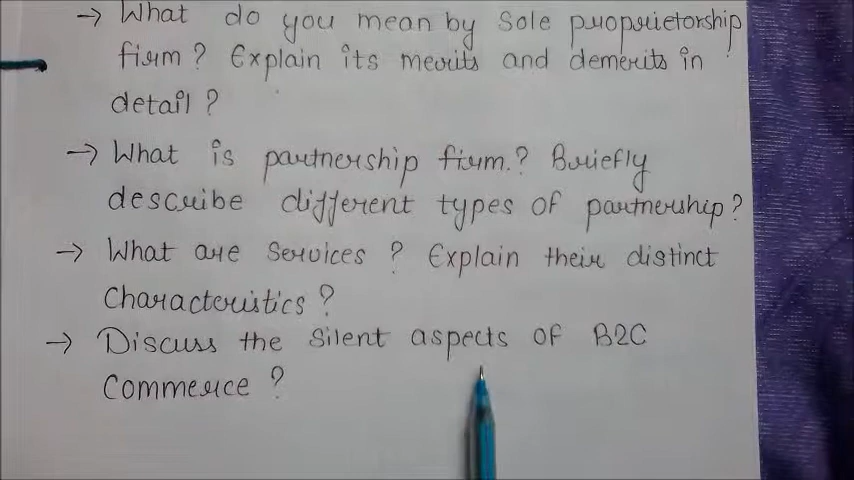 → What do you mean by Sole proprietorship
firm? Explain its merits and demerits in
detail?
→ What is partnership firm.? Briefly
describe different types of partnership?
→ What are Services? Explain their distinct
Characteristics?
→ Discuss the Silent aspects of B2C
Commerce?